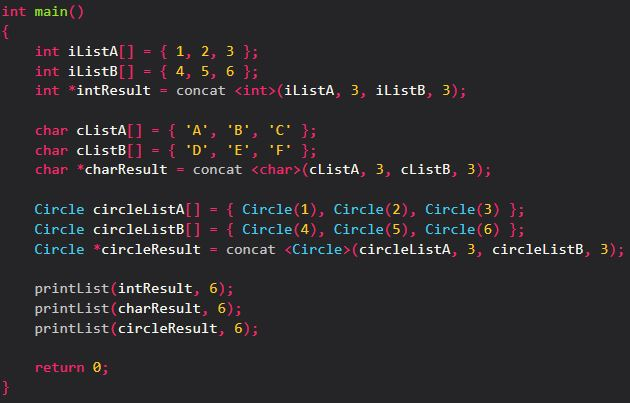 int main()
{
    int iListA[] = { 1, 2, 3 };
    int iListB[] = { 4, 5, 6 };
    int *intResult = concat <int>(iListA, 3, iListB, 3);

    char cListA[] = { 'A', 'B', 'C' };
    char cListB[] = { 'D', 'E', 'F' };
    char *charResult = concat <char>(cListA, 3, cListB, 3);

    Circle circleListA[] = { Circle(1), Circle(2), Circle(3) };
    Circle circleListB[] = { Circle(4), Circle(5), Circle(6) };
    Circle *circleResult = concat <Circle>(circleListA, 3, circleListB, 3);

    printList(intResult, 6);
    printList(charResult, 6);
    printList(circleResult, 6);

    return 0;
}